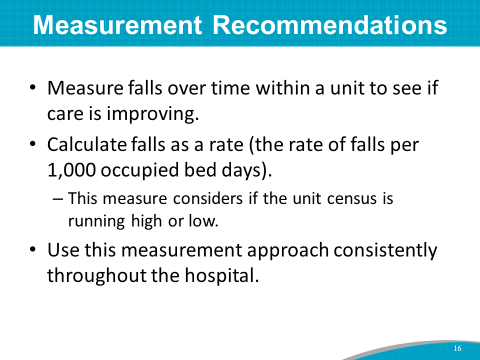 Measurement Recommendations
• Measure falls over time within a unit to see if
care is improving.
• Calculate falls as a rate (the rate of falls per
1,000 occupied bed days).
– This measure considers if the unit census is
running high or low.
• Use this measurement approach consistently
throughout the hospital.
16